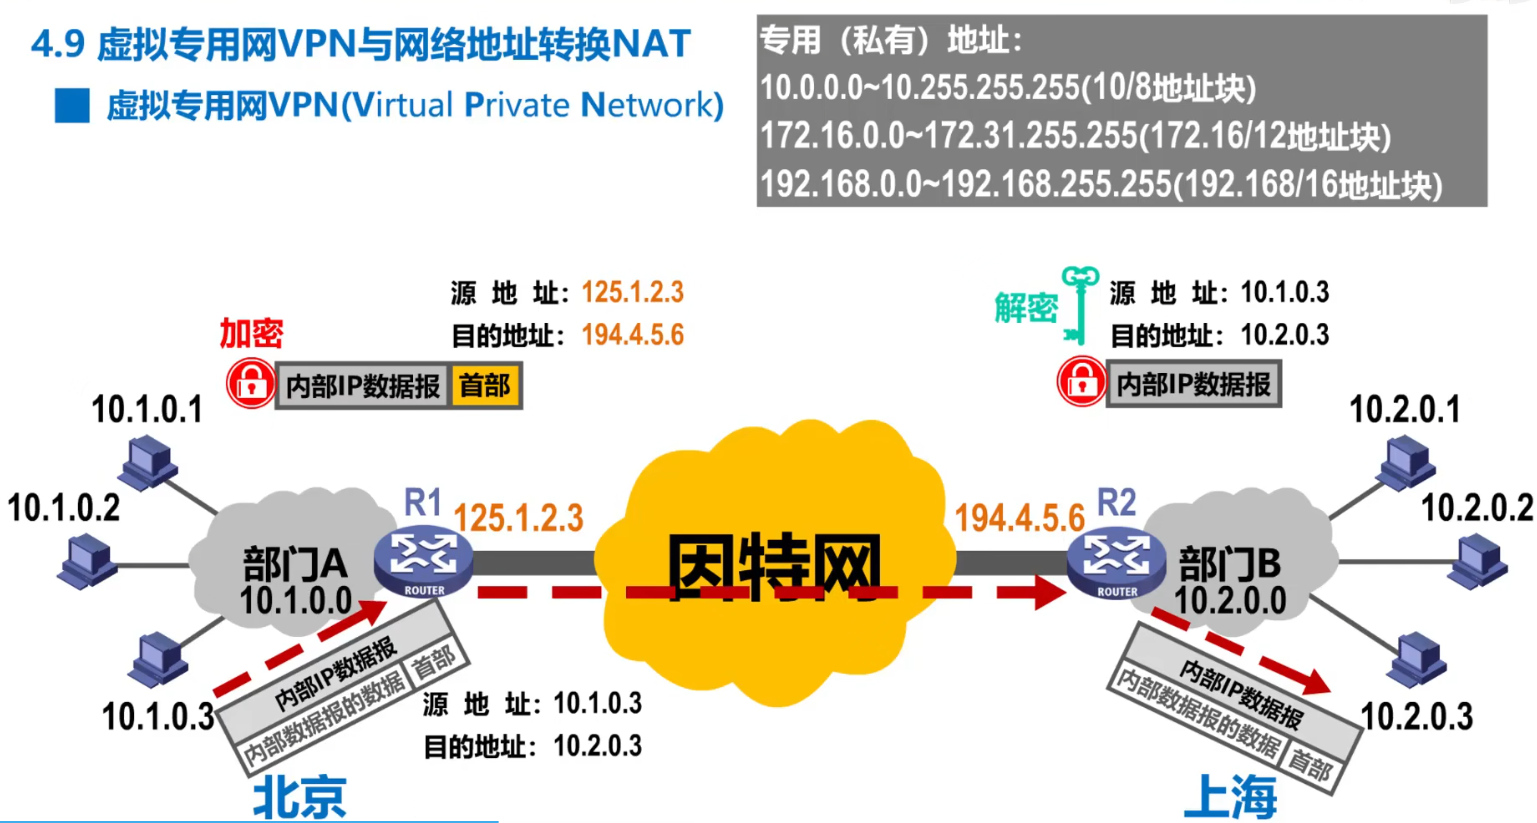 4.9 虚拟专用网VPN与网络地址转换NAT
虚拟专用网VPN(Virtual Private Network)
专用（私有）地址：
10.0.0.0~10.255.255.255(10/8地址块)
172.16.0.0~172.31.255.255(172.16/12地址块)
192.168.0.0~192.168.255.255(192.168/16地址块)
源 地 址：125.1.2.3
目的地址：194.4.5.6
加密
内部IP数据报 首部
解密
源 地 址：10.1.0.3
目的地址：10.2.0.3
内部IP数据报
10.1.0.1
10.1.0.2
10.1.0.3
部门A
10.1.0.0
R1
ROUTER
125.1.2.3
因特网
194.4.5.6
R2
ROUTER
部门B
10.2.0.0
10.2.0.1
10.2.0.2
10.2.0.3
内部IP数据报
内部数据报的数据 首部
源 地 址：10.1.0.3
目的地址：10.2.0.3
内部IP数据报
内部数据报的数据 首部
北京
上海